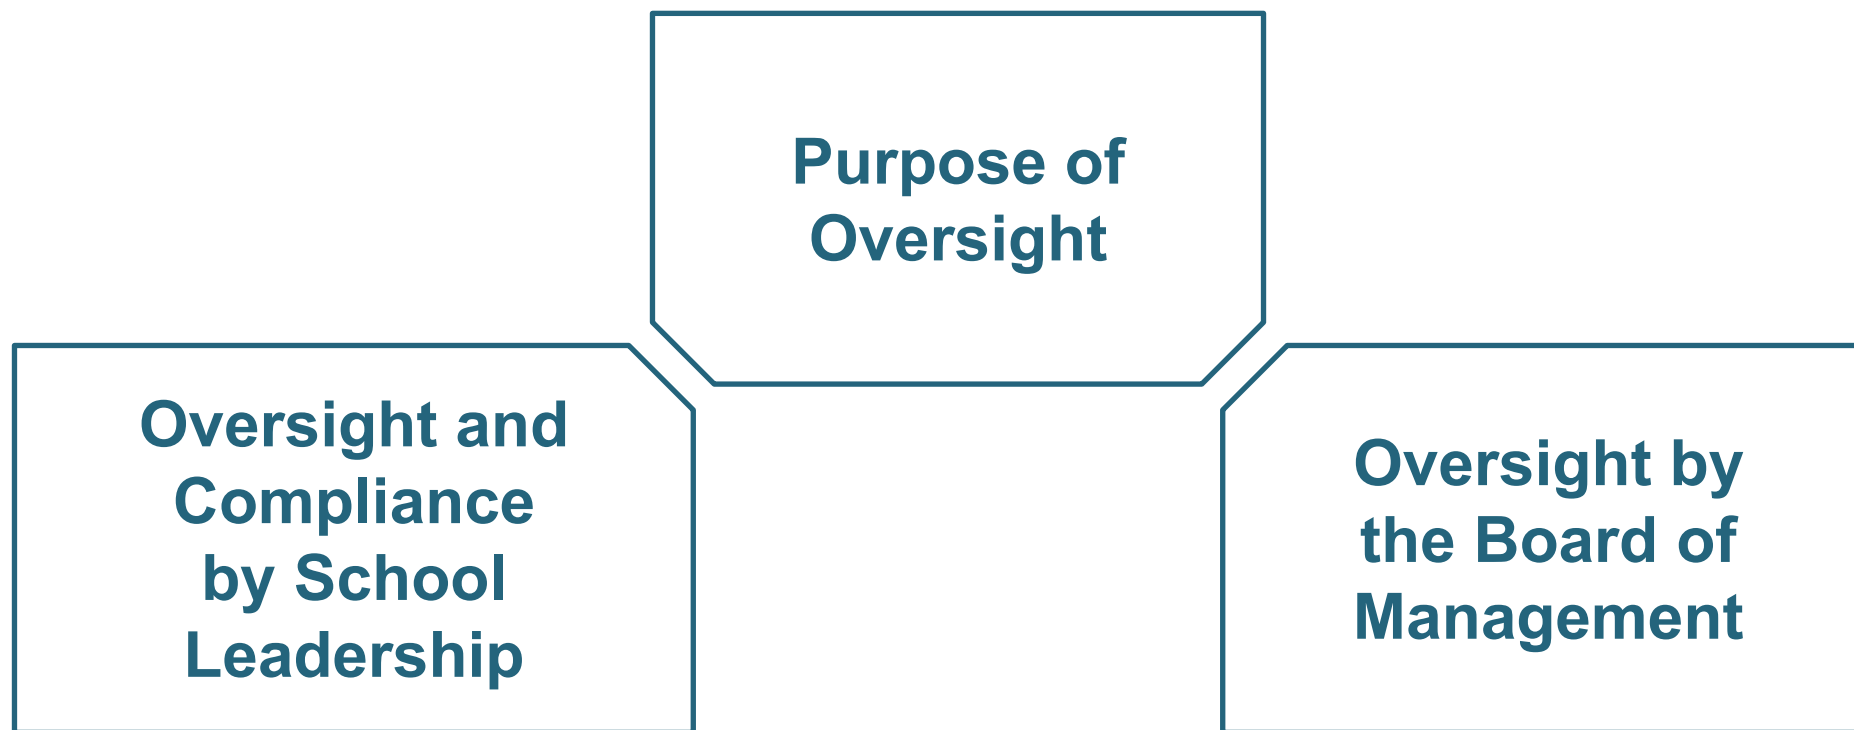 Purpose of
Oversight
Oversight and
Compliance
by School
Leadership
Oversight by
the Board of
Management